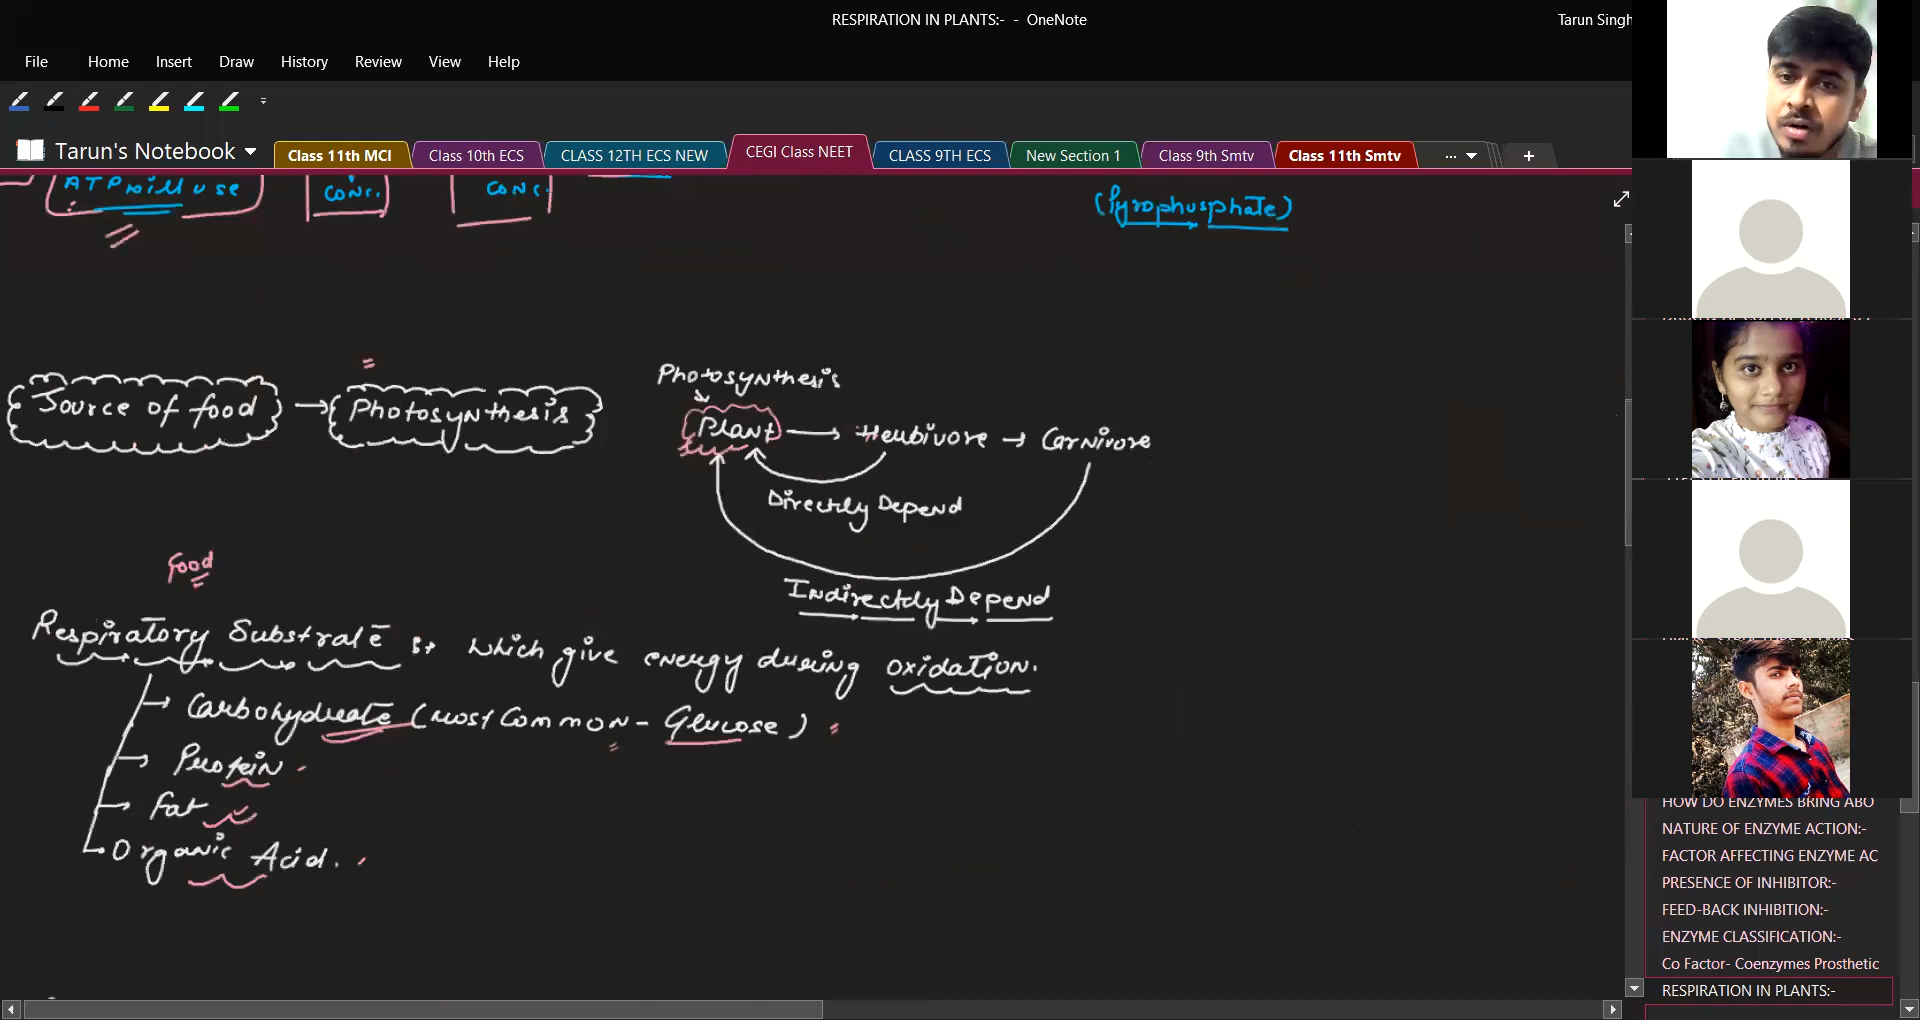 RESPIRATION IN PLANTS:- - OneNote
Tarun Singh
File Home Insert Draw History Review View Help
Tarun's Notebook
Class 11th MCI
Class 10th ECS
CLASS 12TH ECS NEW
CEGI Class NEET
CLASS 9TH ECS
New Section 1
Class 9th Smtv
Class 11th Smtv
...
+
ATP will use
Conc.
Conc.
(Pyrophosphate)
Source of food → Photosynthesis
Photosynthesis
Plant → Herbivore → Carnivore
Directly Depend
Indirectly Depend
food
Respiratory Substrate :→ which give energy during oxidation.
→ Carbohydrate (most Common - Glucose)
→ Protein
→ Fat
→ Organic Acid.
HOW DO ENZYMES BRING ABO
NATURE OF ENZYME ACTION:-
FACTOR AFFECTING ENZYME AC
PRESENCE OF INHIBITOR:-
FEED-BACK INHIBITION:-
ENZYME CLASSIFICATION:-
Co Factor- Coenzymes Prosthetic
RESPIRATION IN PLANTS:-